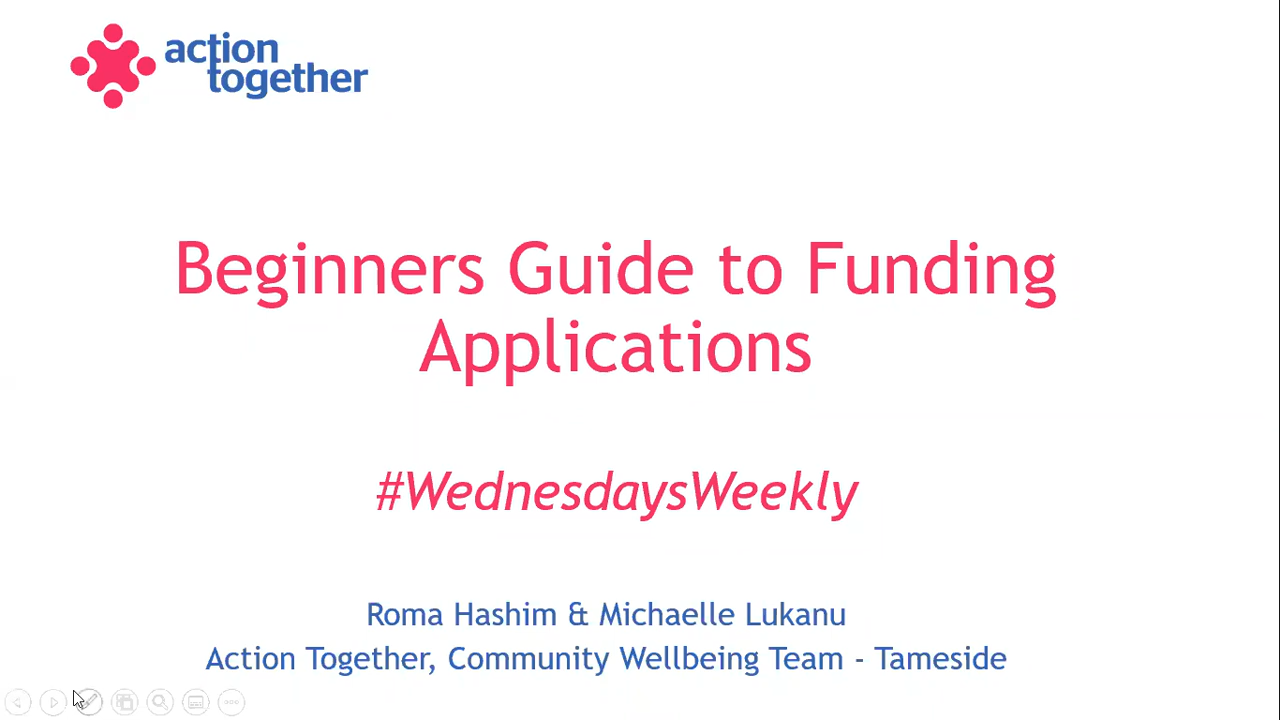 action
together
Beginners Guide to Funding
Applications
#WednesdaysWeekly
Roma Hashim & Michaelle Lukanu
Action Together, Community Wellbeing Team - Tameside